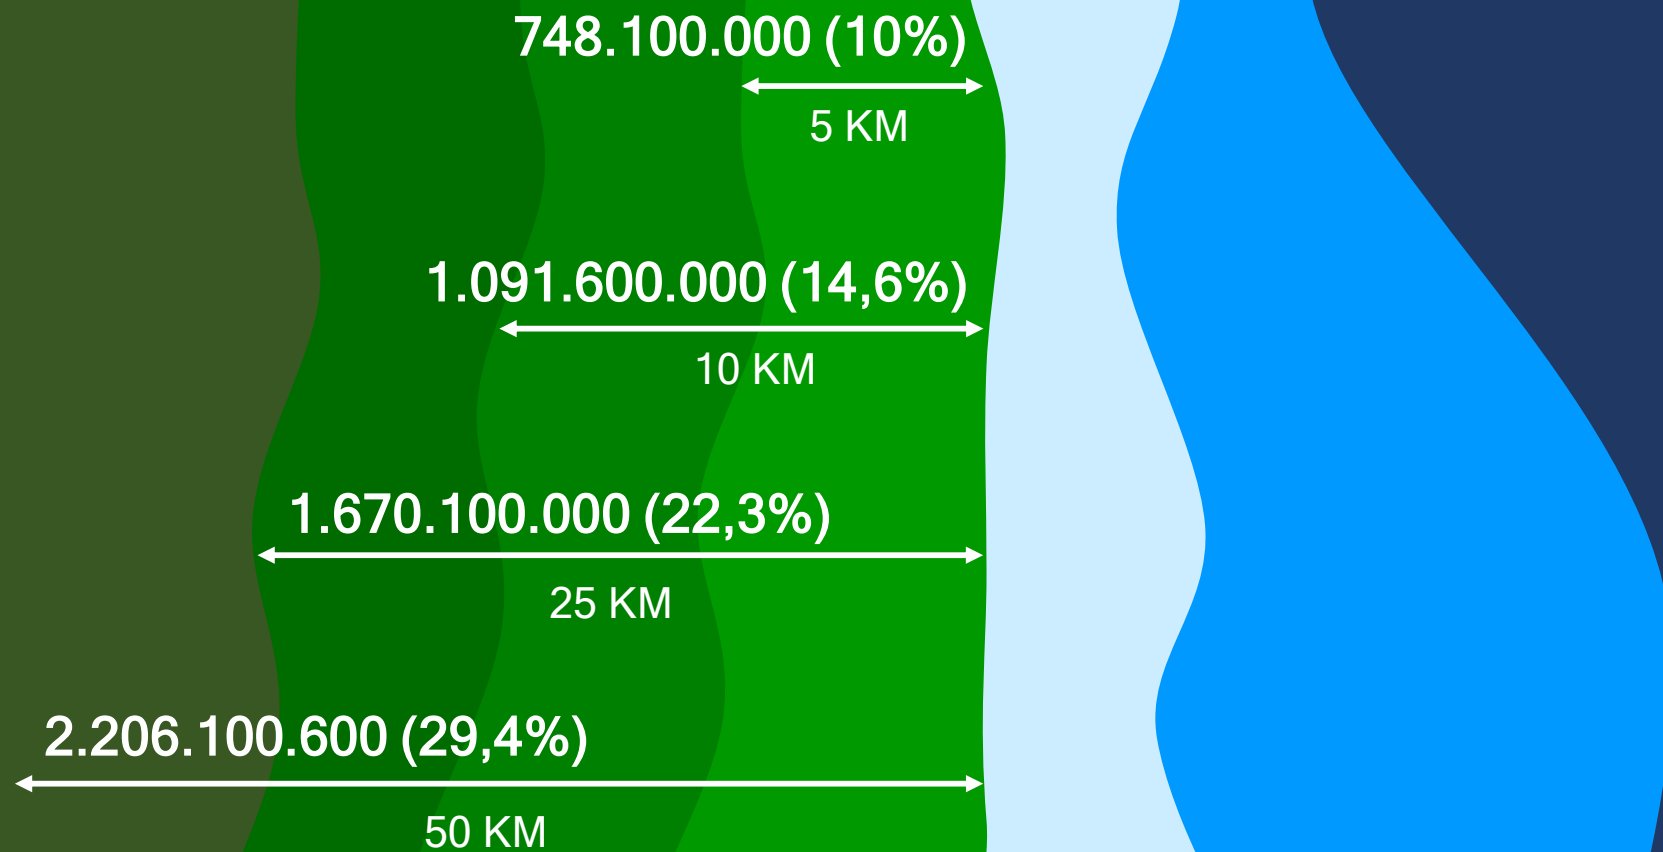 748.100.000 (10%)
5 KM
1.091.600.000 (14,6%)
10 KM
1.670.100.000 (22,3%)
25 KM
2.206.100.600 (29,4%)
50 KM